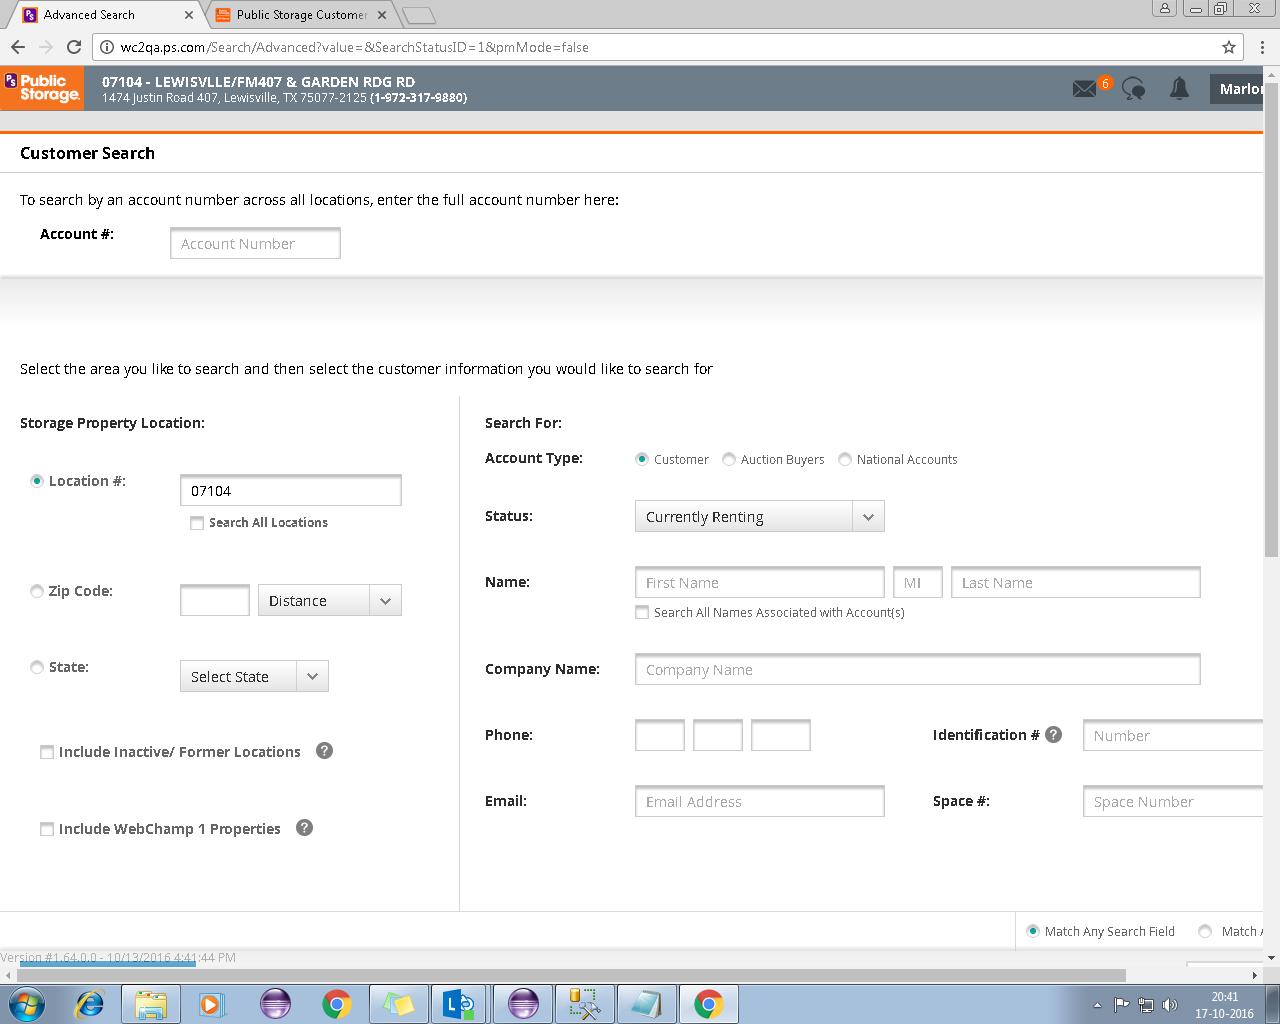 Advanced Search
Public Storage Customer
wc2qa.ps.com/Search/Advanced?value=&SearchStatusID=1&pmMode=false
PS Public Storage.
07104 - LEWISVLLE/FM407 & GARDEN RDG RD
1474 Justin Road 407, Lewisville, TX 75077-2125 (1-972-317-9880)
6
Marlo
Customer Search
To search by an account number across all locations, enter the full account number here:
Account #:
Account Number
Select the area you like to search and then select the customer information you would like to search for
Storage Property Location:
Location #:
07104
Search All Locations
Zip Code:
Distance
State:
Select State
Include Inactive/ Former Locations ?
Include WebChamp 1 Properties ?
Search For:
Account Type:
Customer Auction Buyers National Accounts
Status:
Currently Renting
Name:
First Name MI Last Name
Search All Names Associated with Account(s)
Company Name:
Company Name
Phone:
Identification # ?
Number
Email:
Email Address
Space #:
Space Number
Match Any Search Field Match A
Version #1.64.0.0 - 10/13/2016 4:41:44 PM
20:41
17-10-2016